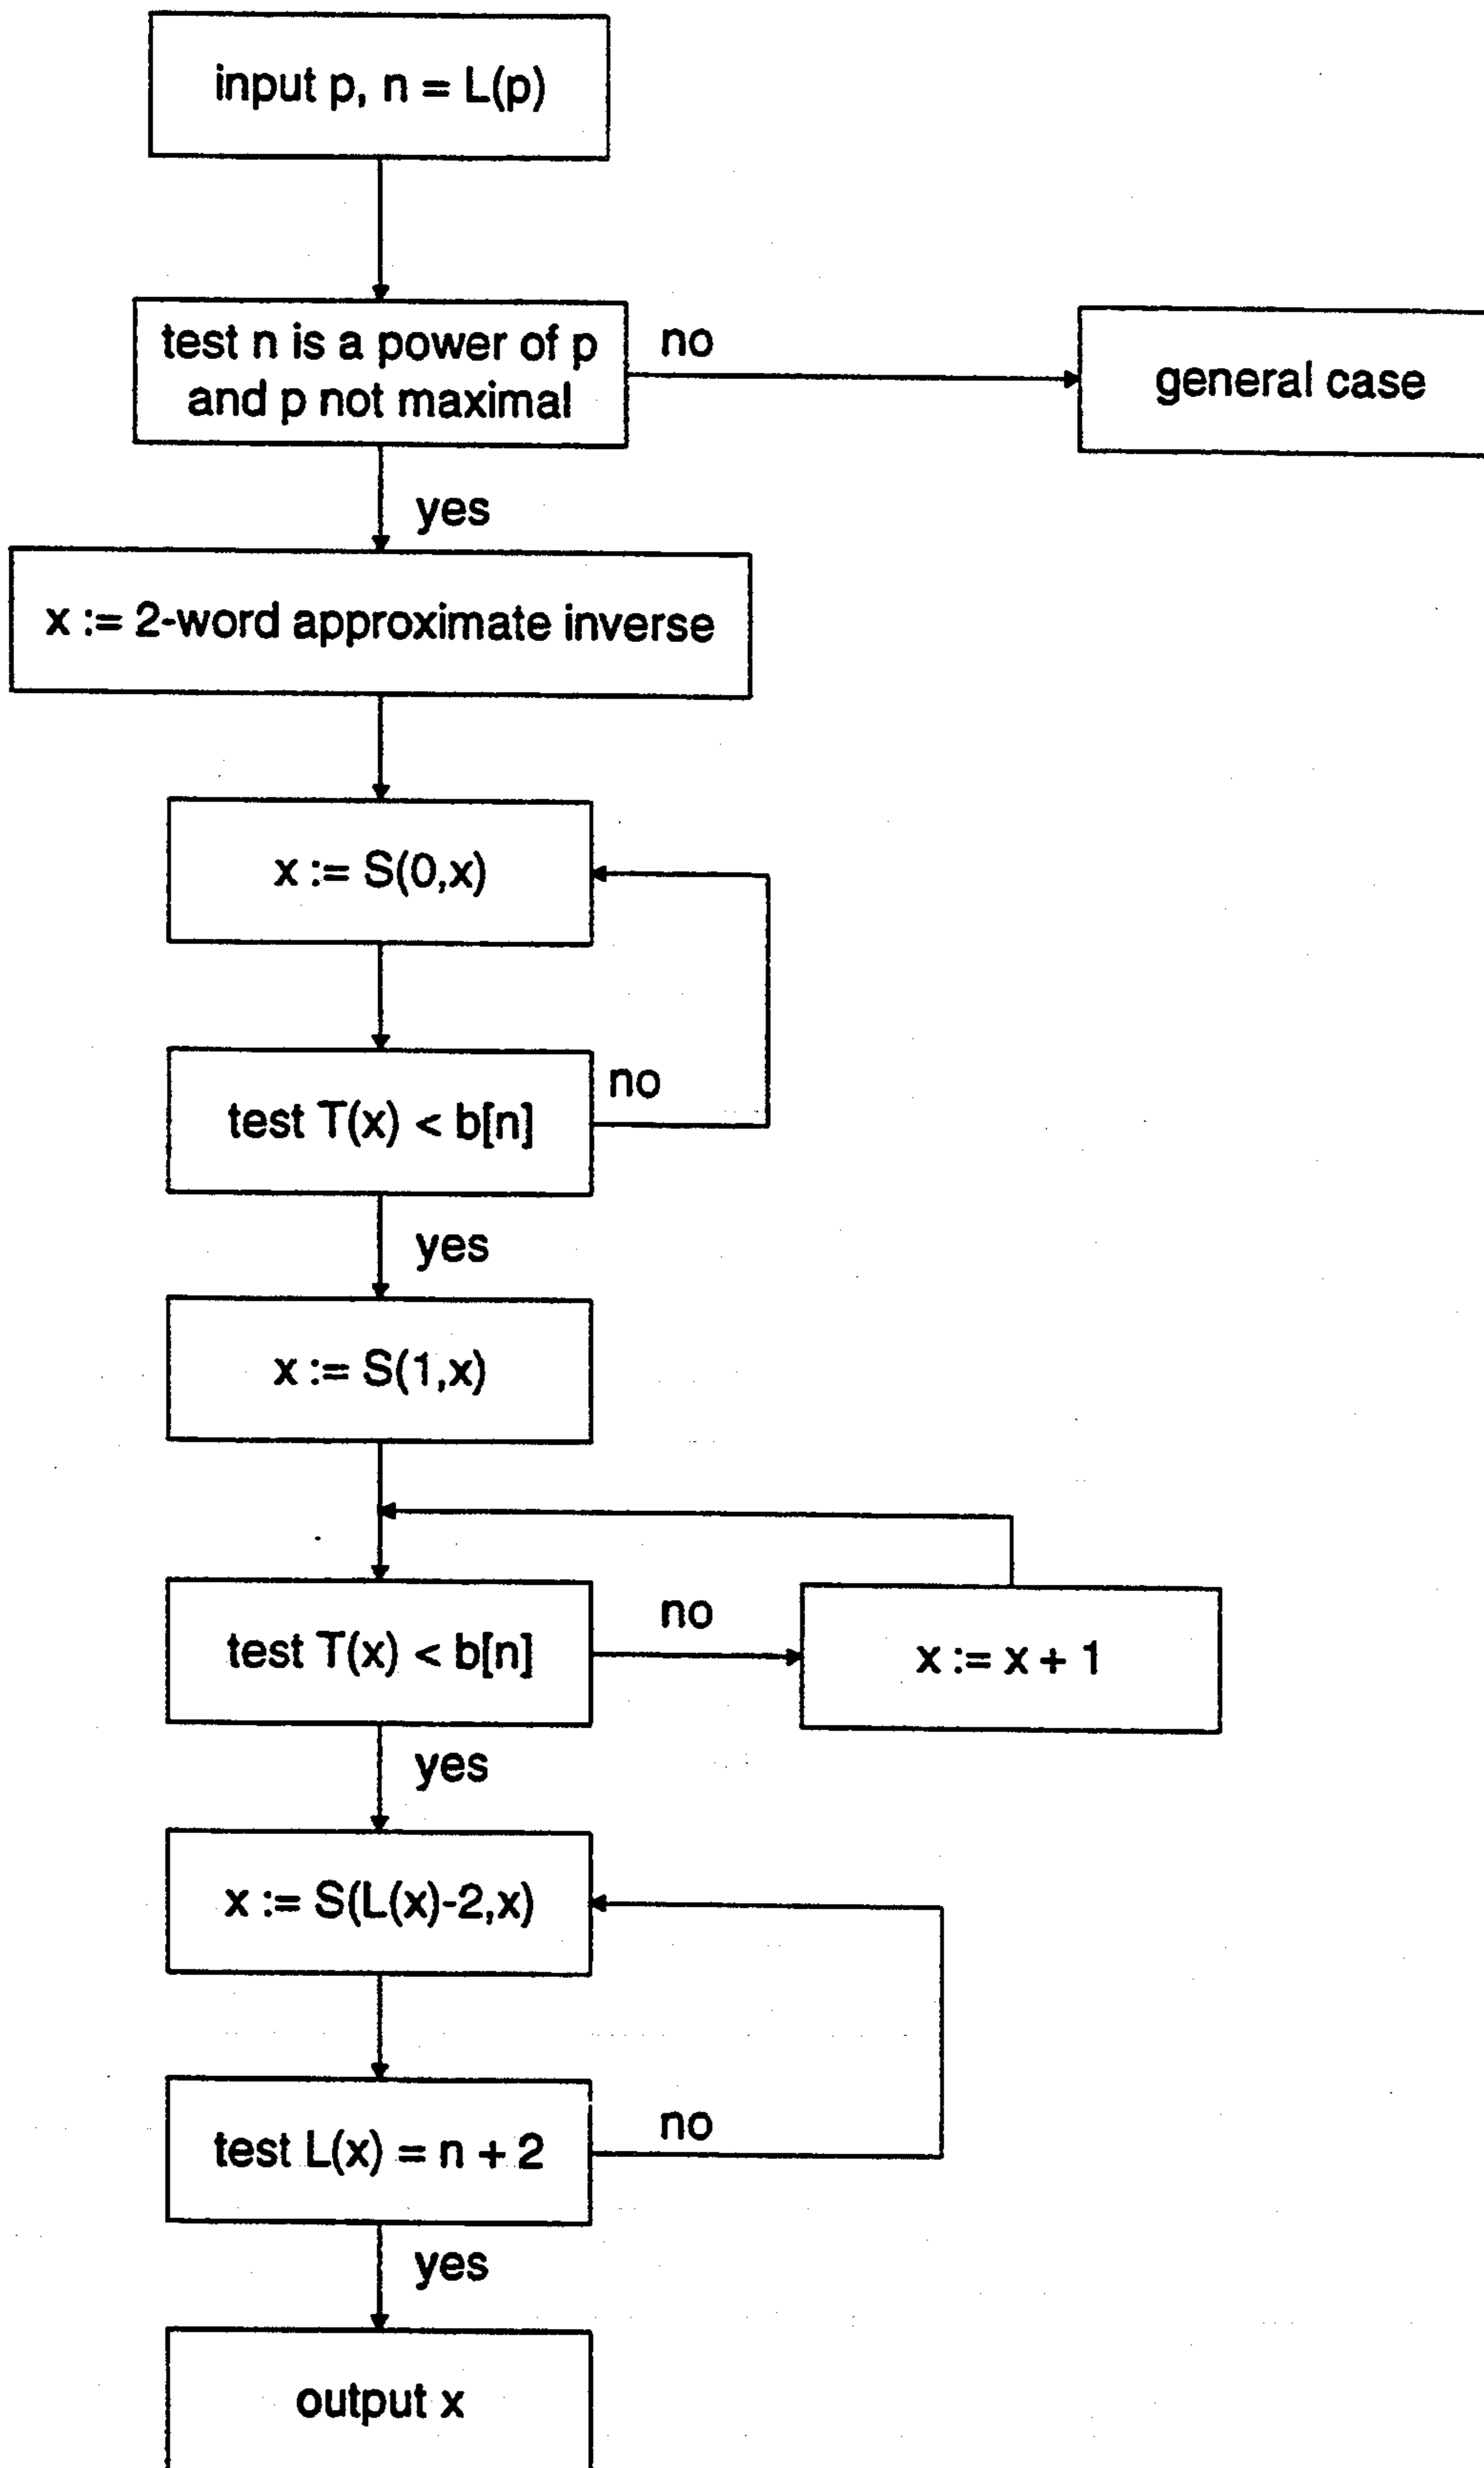 input p, n = L(p)
test n is a power of p
and p not maximal
no
general case
yes
x := 2-word approximate inverse
x := S(0,x)
test T(x) < b[n]
no
yes
x := S(1,x)
test T(x) < b[n]
no
x := x + 1
yes
x := S(L(x)-2,x)
test L(x) = n + 2
no
yes
output x